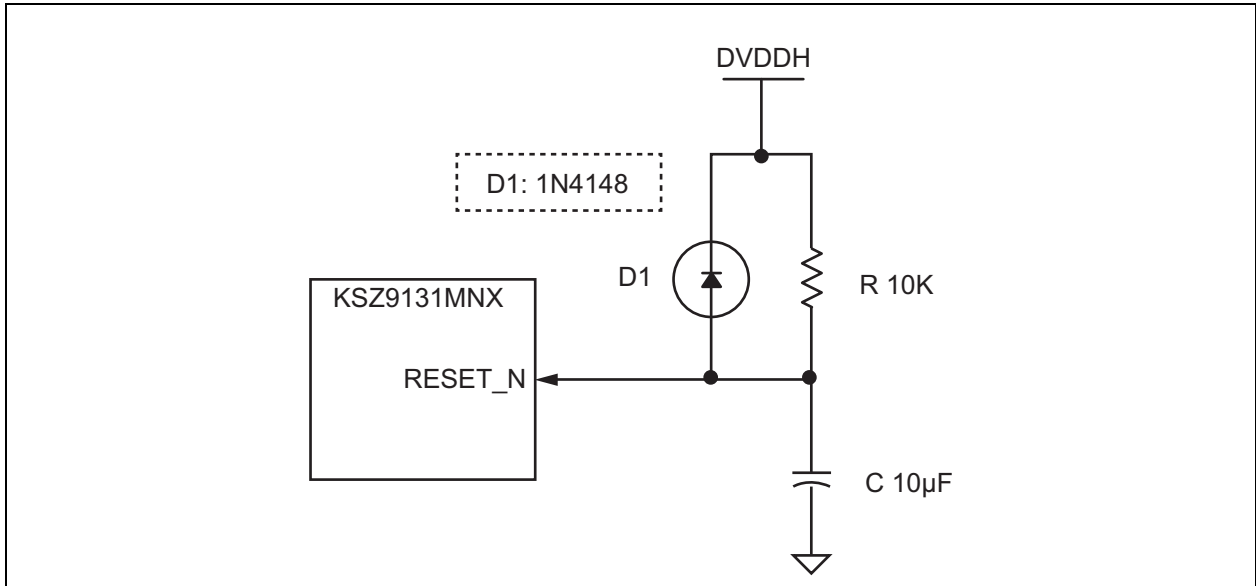 DVDDH
D1: 1N4148
D1
R 10K
KSZ9131MNX
RESET_N
C 10µF